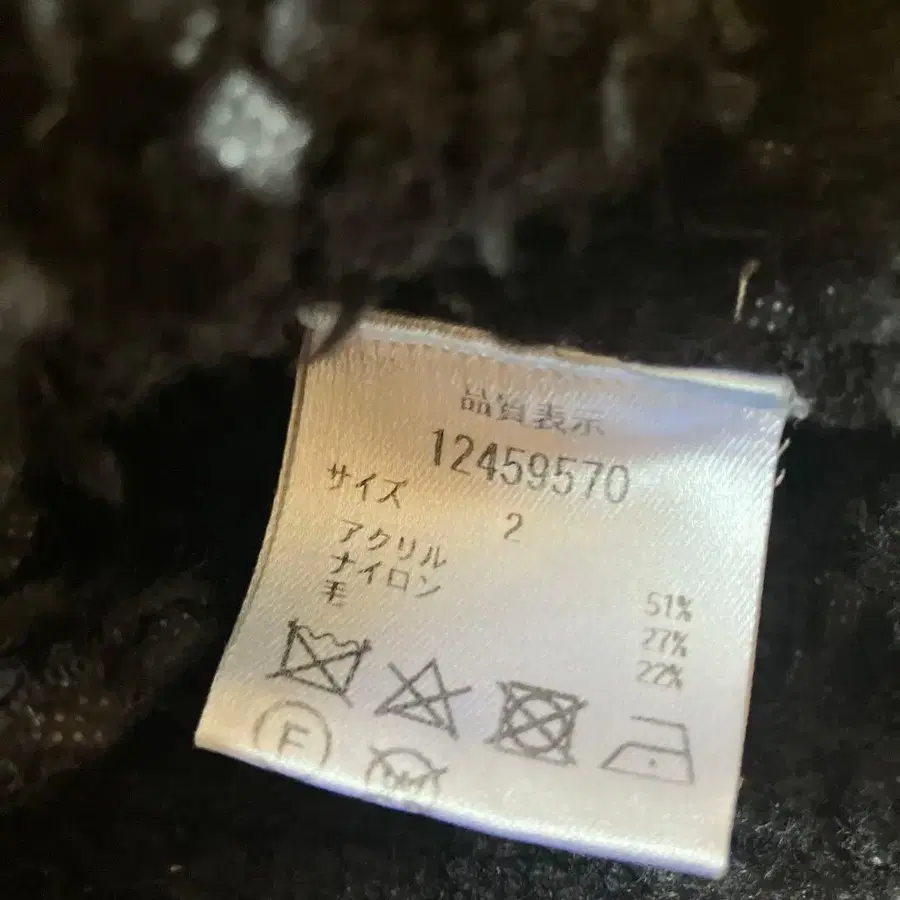 品質表示
12459570
サイズ
2
アクリル 51%
ナイロン 27%
毛 22%
F